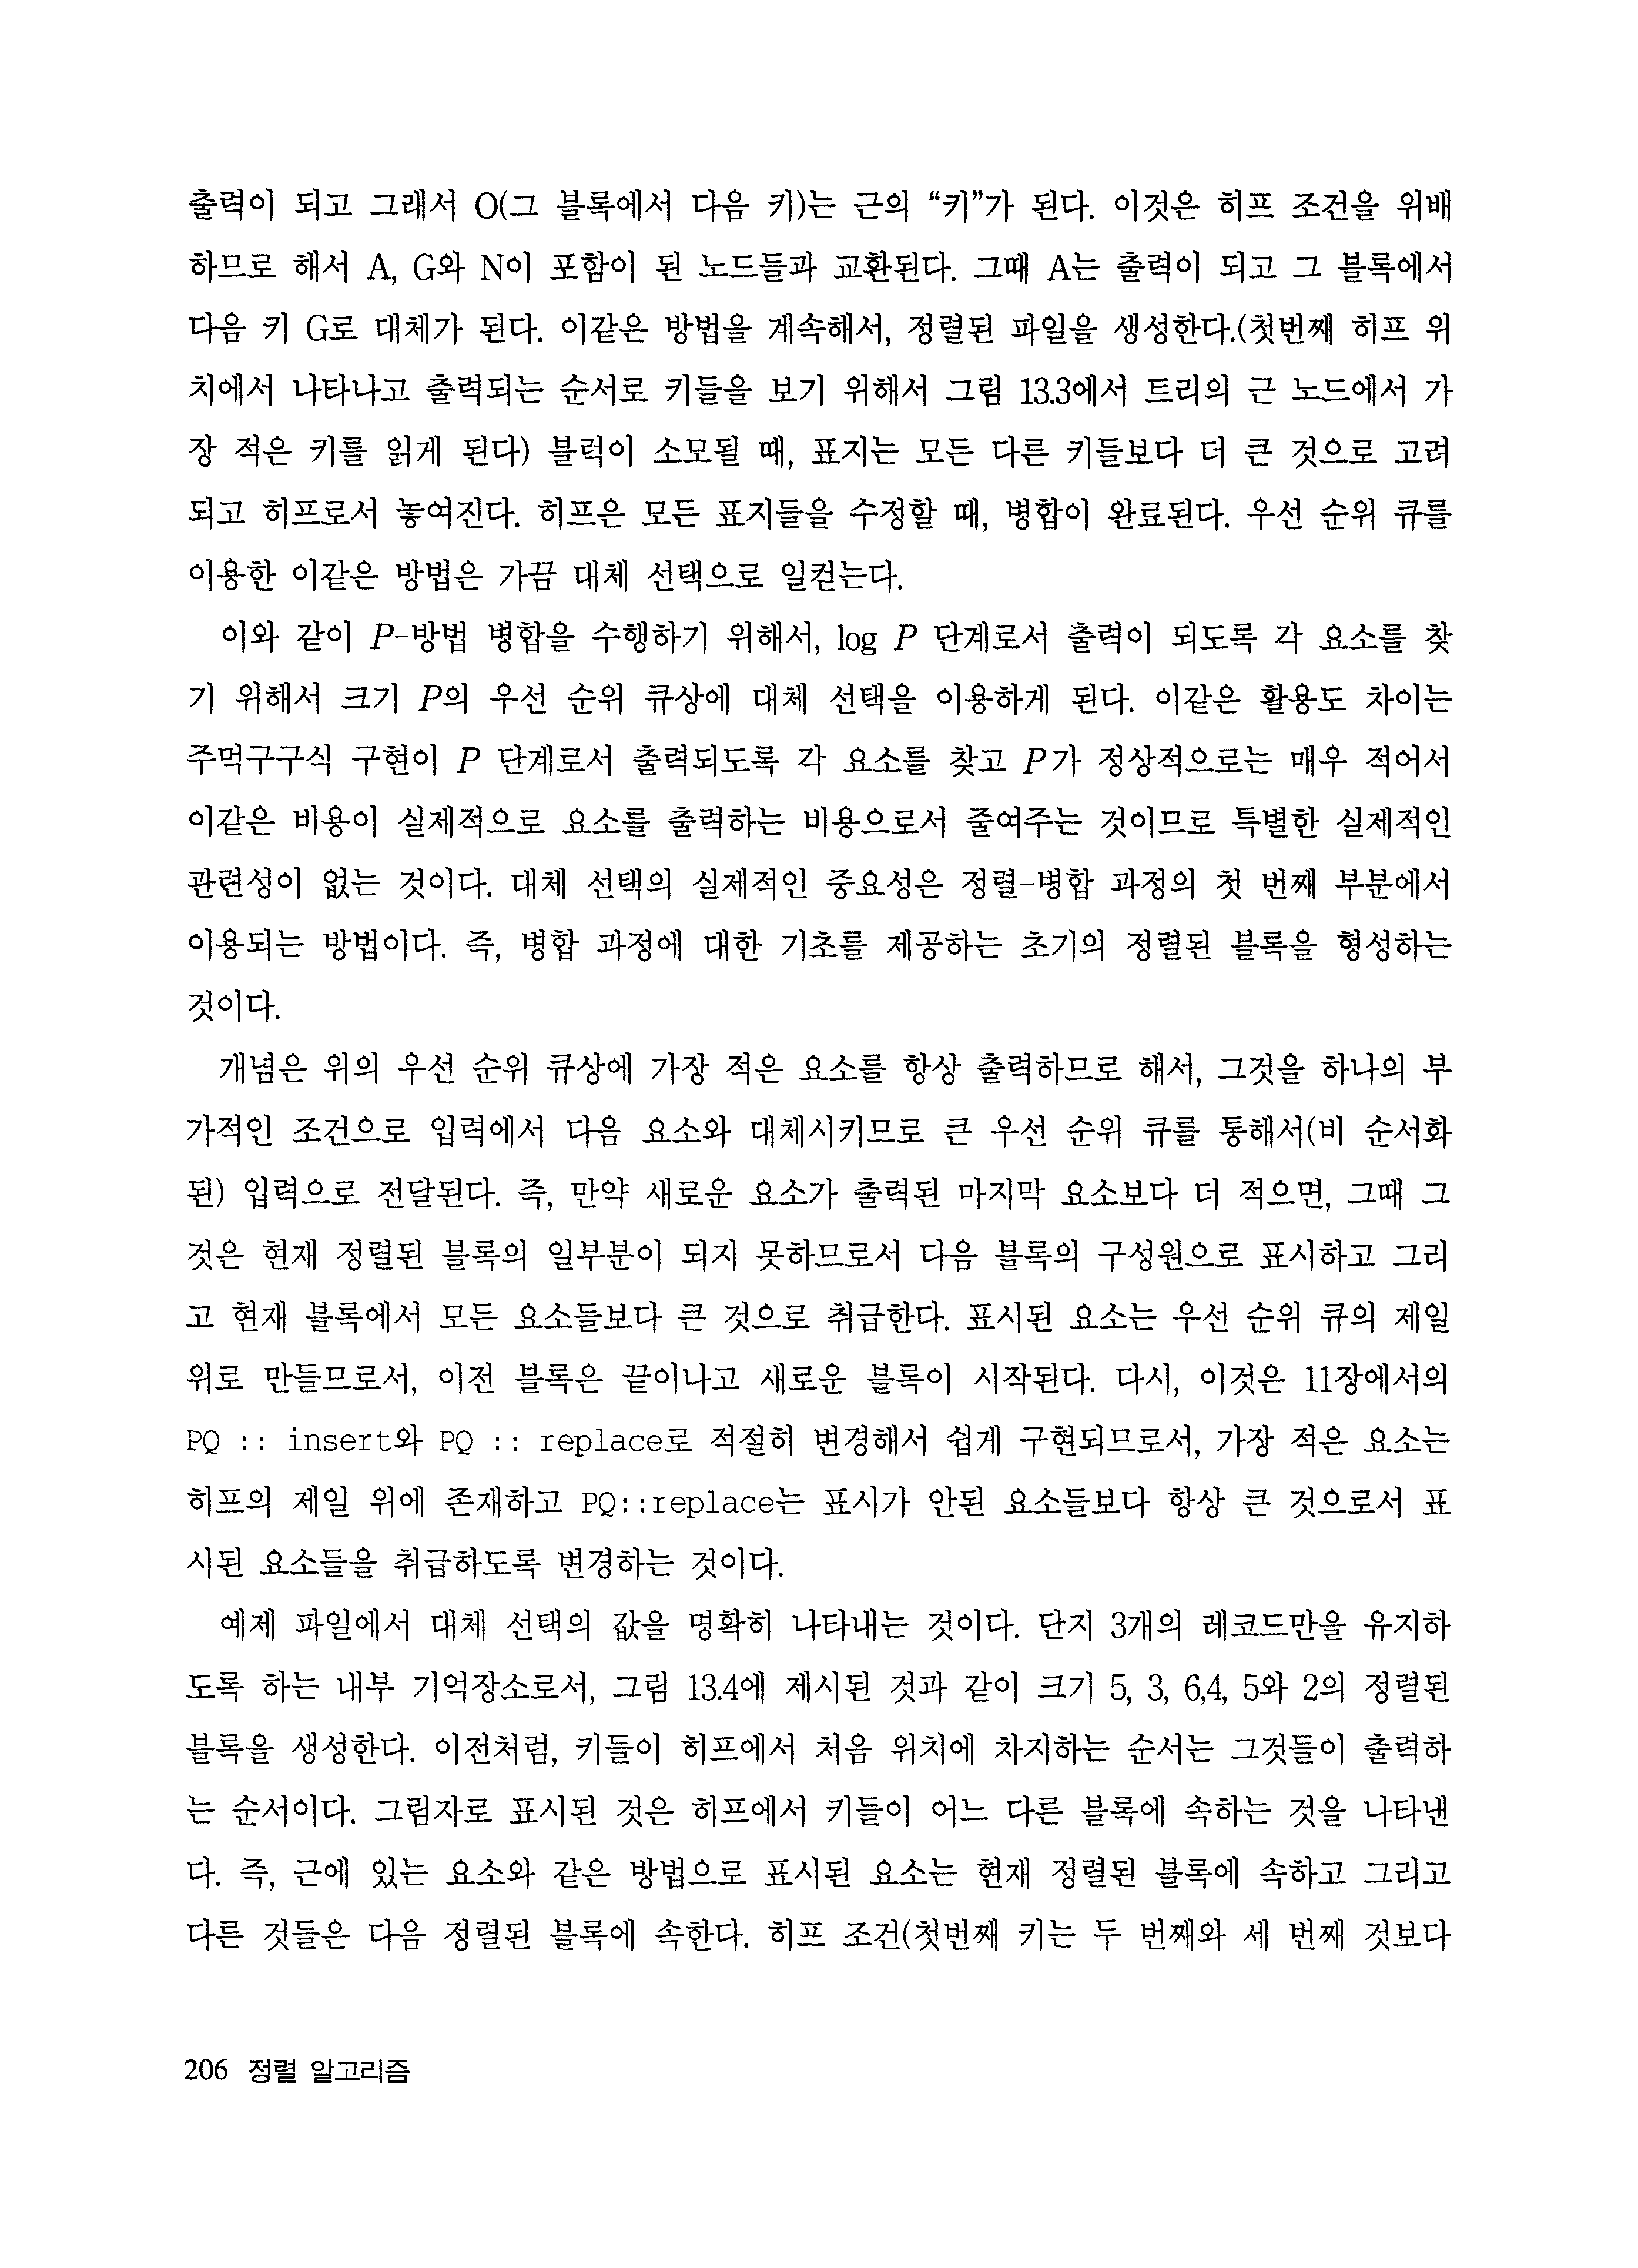 출력이 되고 그래서 O(그 블록에서 다음 키)는 근의 “키”가 된다. 이것은 히프 조건을 위배
하므로 해서 A, G와 N이 포함이 된 노드들과 교환된다. 그때 A는 출력이 되고 그 블록에서
다음 키 G로 대체가 된다. 이같은 방법을 계속해서, 정렬된 파일을 생성한다.(첫번째 히프 위
치에서 나타나고 출력되는 순서로 키들을 보기 위해서 그림 13.3에서 트리의 근 노드에서 가
장 적은 키를 읽게 된다) 블럭이 소모될 때, 표지는 모든 다른 키들보다 더 큰 것으로 고려
되고 히프로서 놓여진다. 히프은 모든 표지들을 수정할 때, 병합이 완료된다. 우선 순위 큐를
이용한 이같은 방법은 가끔 대체 선택으로 일컫는다.
이와 같이 P-방법 병합을 수행하기 위해서, log P 단계로서 출력이 되도록 각 요소를 찾
기 위해서 크기 P의 우선 순위 큐상에 대체 선택을 이용하게 된다. 이같은 활용도 차이는
주먹구구식 구현이 P 단계로서 출력되도록 각 요소를 찾고 P가 정상적으로는 매우 적어서
이같은 비용이 실제적으로 요소를 출력하는 비용으로서 줄여주는 것이므로 특별한 실제적인
관련성이 없는 것이다. 대체 선택의 실제적인 중요성은 정렬-병합 과정의 첫 번째 부분에서
이용되는 방법이다. 즉, 병합 과정에 대한 기초를 제공하는 초기의 정렬된 블록을 형성하는
것이다.
개념은 위의 우선 순위 큐상에 가장 적은 요소를 항상 출력하므로 해서, 그것을 하나의 부
가적인 조건으로 입력에서 다음 요소와 대체시키므로 큰 우선 순위 큐를 통해서(비 순서화
된) 입력으로 전달된다. 즉, 만약 새로운 요소가 출력된 마지막 요소보다 더 적으면, 그때 그
것은 현재 정렬된 블록의 일부분이 되지 못하므로서 다음 블록의 구성원으로 표시하고 그리
고 현재 블록에서 모든 요소들보다 큰 것으로 취급한다. 표시된 요소는 우선 순위 큐의 제일
위로 만들므로서, 이전 블록은 끝이나고 새로운 블록이 시작된다. 다시, 이것은 11장에서의
PQ :: insert와 PQ :: replace로 적절히 변경해서 쉽게 구현되므로서, 가장 적은 요소는
히프의 제일 위에 존재하고 PQ::replace는 표시가 안된 요소들보다 항상 큰 것으로서 표
시된 요소들을 취급하도록 변경하는 것이다.
예제 파일에서 대체 선택의 값을 명확히 나타내는 것이다. 단지 3개의 레코드만을 유지하
도록 하는 내부 기억장소로서, 그림 13.4에 제시된 것과 같이 크기 5, 3, 6,4, 5와 2의 정렬된
블록을 생성한다. 이전처럼, 키들이 히프에서 처음 위치에 차지하는 순서는 그것들이 출력하
는 순서이다. 그림자로 표시된 것은 히프에서 키들이 어느 다른 블록에 속하는 것을 나타낸
다. 즉, 근에 있는 요소와 같은 방법으로 표시된 요소는 현재 정렬된 블록에 속하고 그리고
다른 것들은 다음 정렬된 블록에 속한다. 히프 조건(첫번째 키는 두 번째와 세 번째 것보다
206 정렬 알고리즘